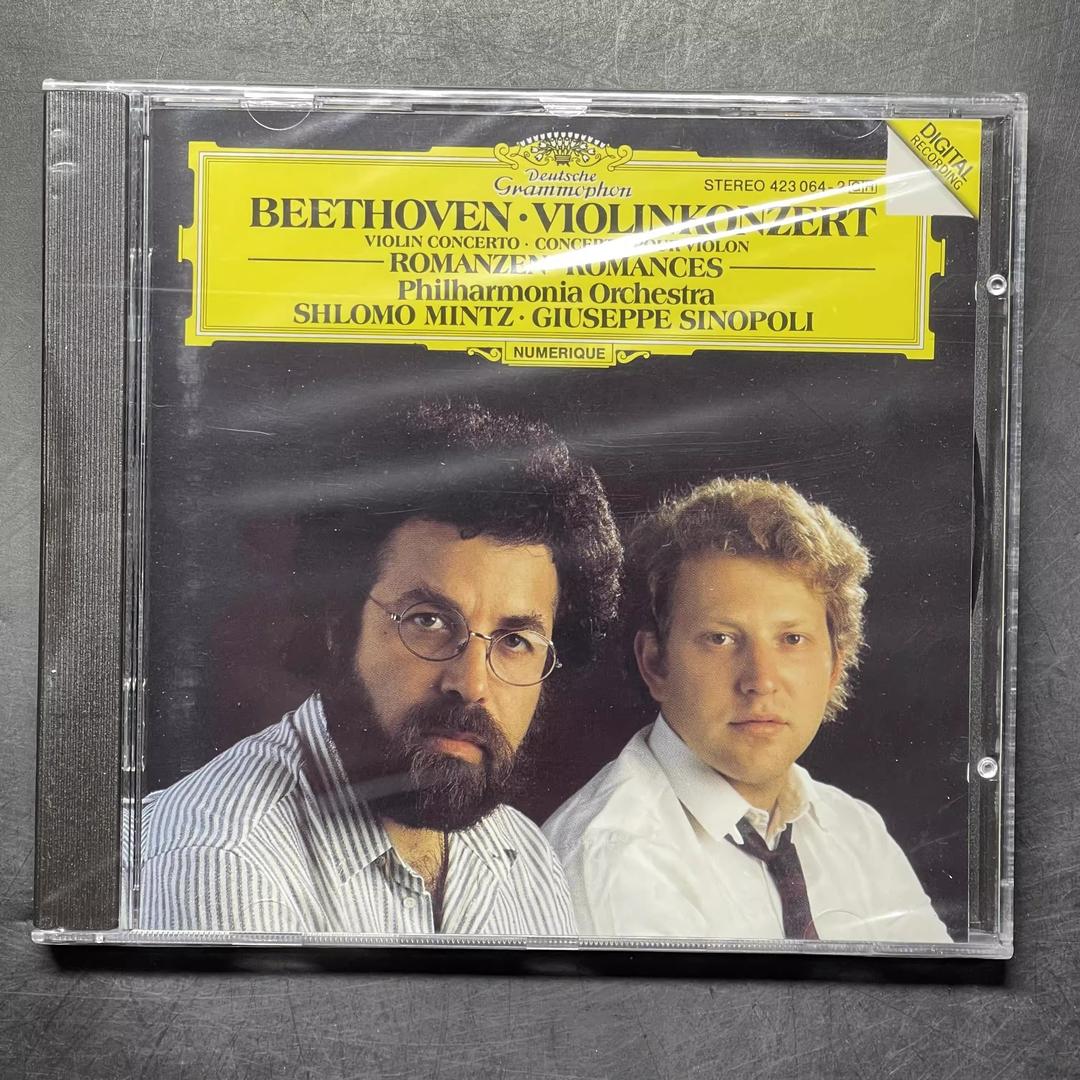 DIGITAL
RECORDING
Deutsche
Grammophon
STEREO 423 064-2 GH
BEETHOVEN · VIOLINKONZERT
VIOLIN CONCERTO · CONCERTO POUR VIOLON
ROMANZEN · ROMANCES
Philharmonia Orchestra
SHLOMO MINTZ · GIUSEPPE SINOPOLI
NUMERIQUE